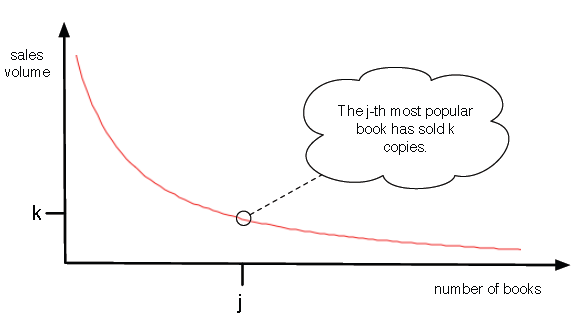 sales
volume
The j-th most popular
book has sold k
copies.
k
j
number of books